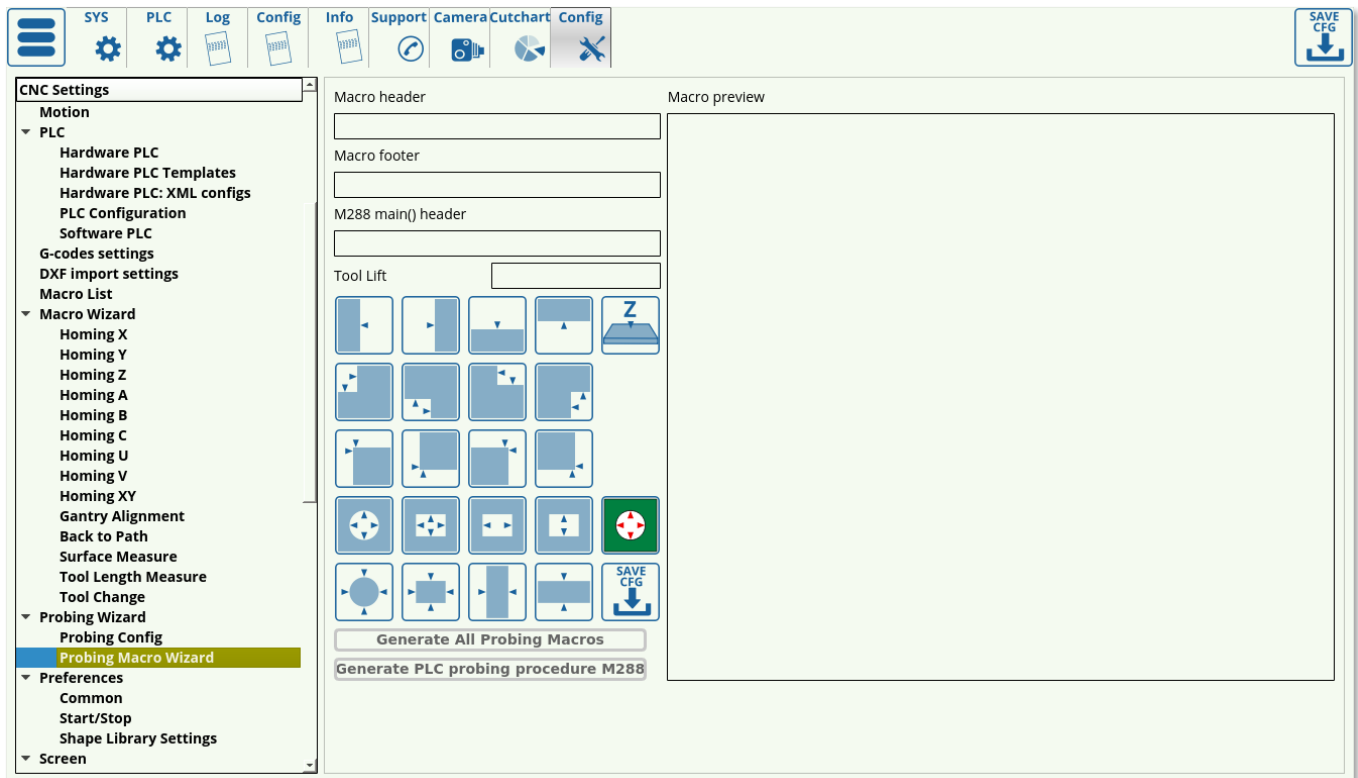 SYS PLC Log Config Info Support Camera Cutchart Config
SAVE
CFG
CNC Settings
Motion
PLC
Hardware PLC
Hardware PLC Templates
Hardware PLC: XML configs
PLC Configuration
Software PLC
G-codes settings
DXF import settings
Macro List
Macro Wizard
Homing X
Homing Y
Homing Z
Homing A
Homing B
Homing C
Homing U
Homing V
Homing XY
Gantry Alignment
Back to Path
Surface Measure
Tool Length Measure
Tool Change
Probing Wizard
Probing Config
Probing Macro Wizard
Preferences
Common
Start/Stop
Shape Library Settings
Screen
Macro header
Macro footer
M288 main() header
Tool Lift
Z
SAVE
CFG
Generate All Probing Macros
Generate PLC probing procedure M288
Macro preview